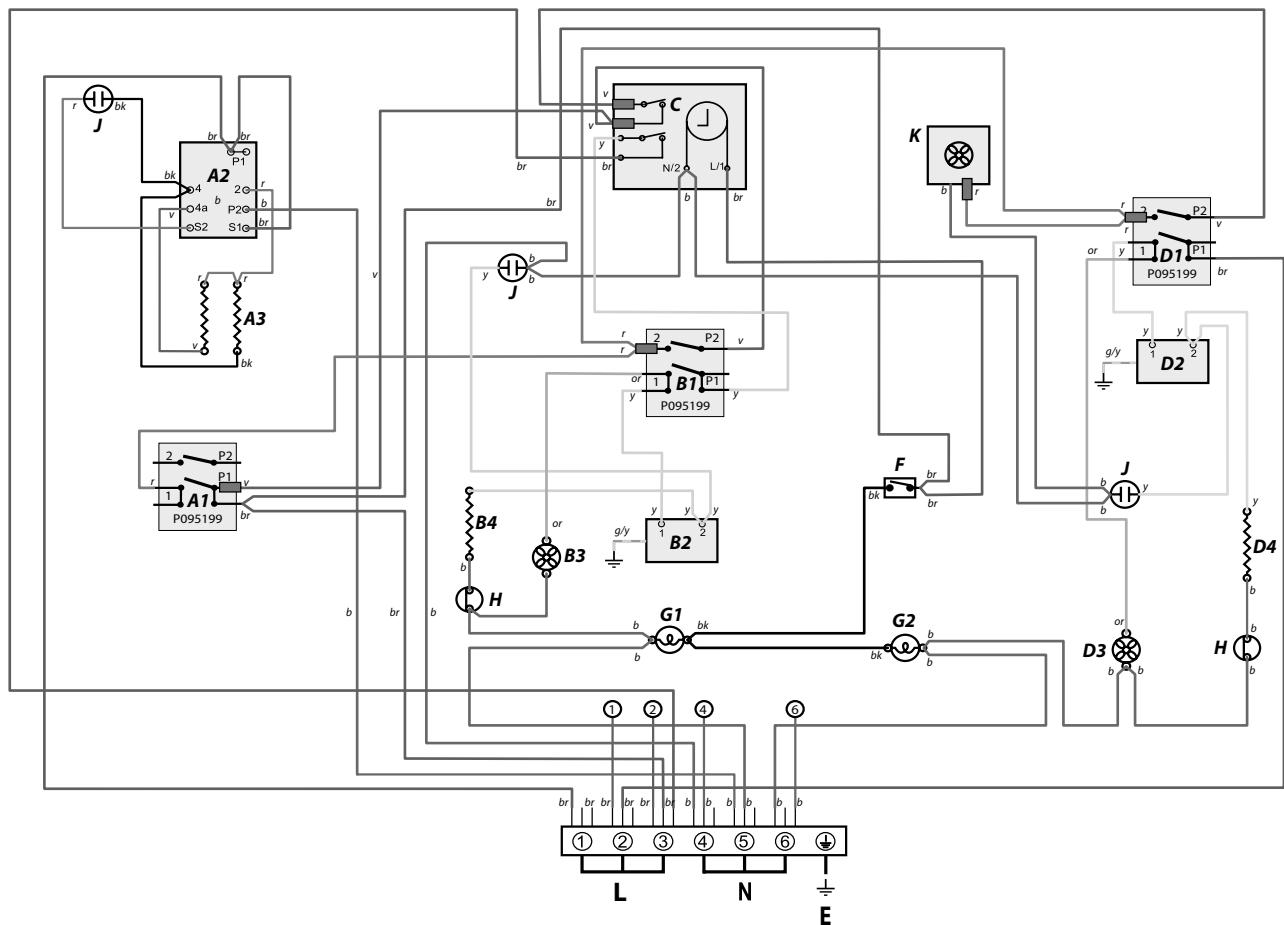 r
J
bk
br
br
P1
A2
bk
4
2
r
b
v
4a
P2
b
S2
S1
br
r
r
A3
v
bk
v
C
v
y
br
br
N/2
L/1
b
br
br
v
K
b
r
r
2
P2
r
v
or
y
1
P1
D1
br
P095199
y
J
b
b
r
2
P2
v
r
or
1
P1
B1
y
y
P095199
y
y
g/y
1
2
D2
2
P2
r
1
P1
v
A1
P095199
br
F
br
bk
br
b
J
y
b
y
B4
or
y
y
y
g/y
1
2
B2
B3
b
D4
b
H
b
br
b
b
G1
bk
b
G2
b
bk
b
or
D3
b
b
b
H
b
1
2
4
6
br
br
br
br
br
br
b
b
b
b
b
b
1
2
3
4
5
6
L
N
E